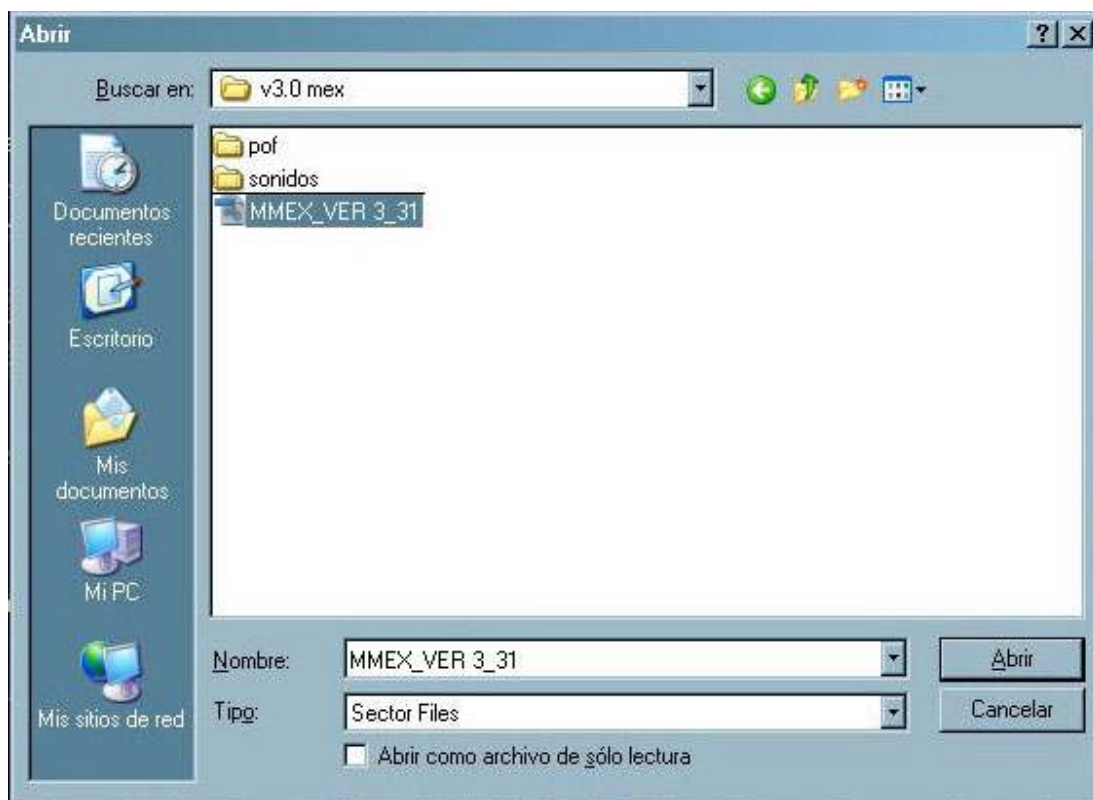 Abrir
Buscar en: v3.0 mex
pof
sonidos
MMEX_VER 3_31
Documentos
recientes
Escritorio
Mis
documentos
Mi PC
Mis sitios de red
Nombre: MMEX_VER 3_31 Abrir
Tipo: Sector Files Cancelar
Abrir como archivo de sólo lectura